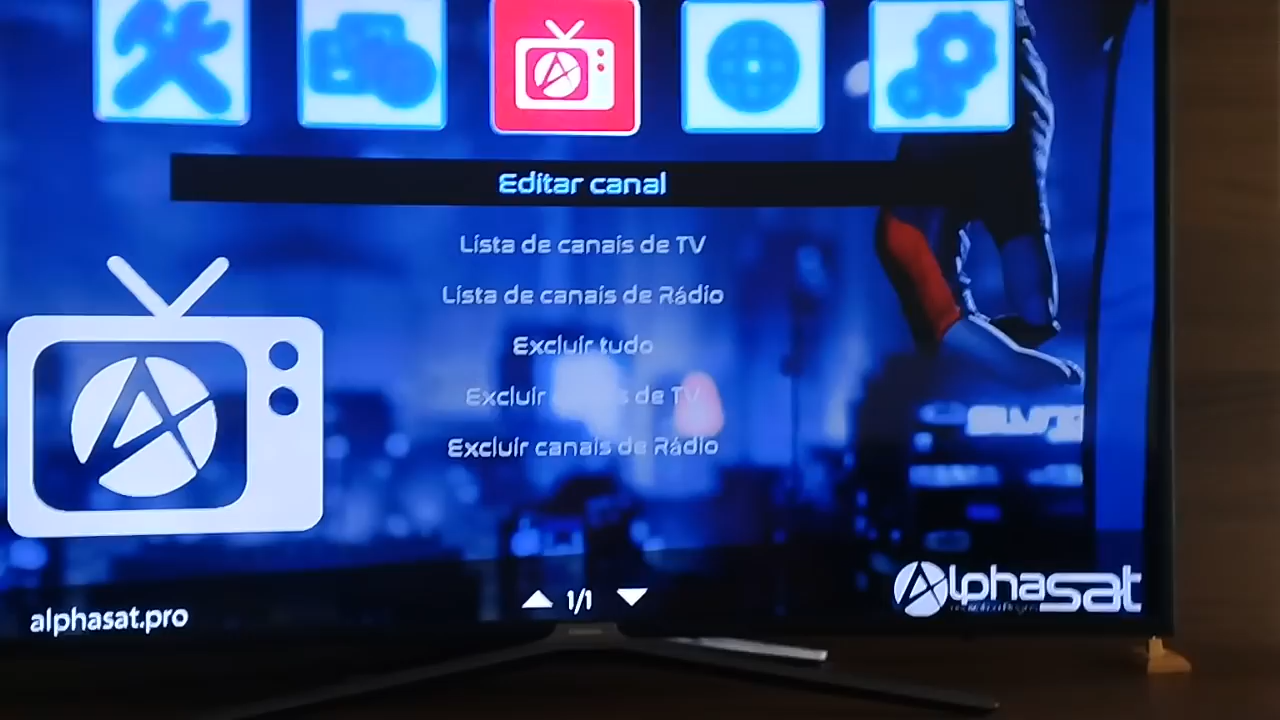 Editar canal
Lista de canais de TV
Lista de canais de Rádio
Excluir tudo
Excluir de TV
Excluir canais de Rádio
1/1
alphasat.pro
Alphasat